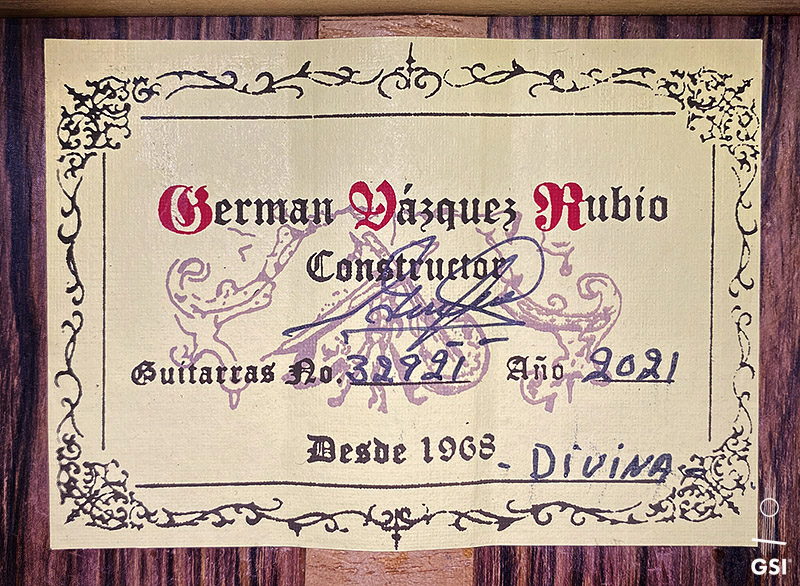 German Vázquez Rubio
Constructor
Guitarras No. 32921 Año 2021
Desde 1968 - DIVINA -
GSI